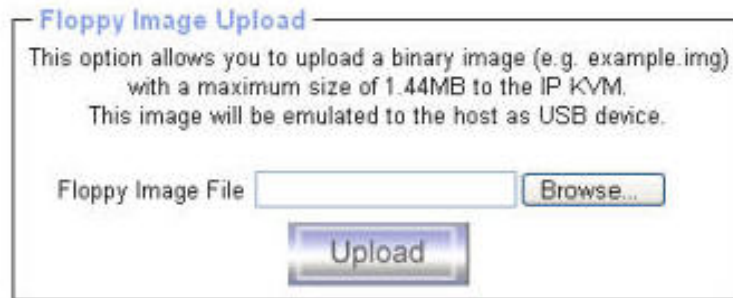 Floppy Image Upload
This option allows you to upload a binary image (e.g. example.img)
with a maximum size of 1.44MB to the IP KVM.
This image will be emulated to the host as USB device.
Floppy Image File Browse...
Upload